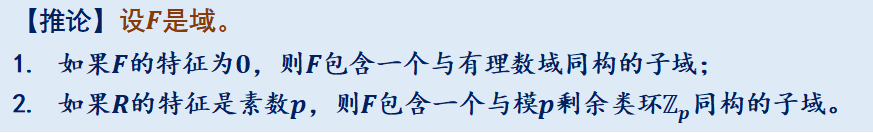 【推论】设F是域。
1. 如果F的特征为0，则F包含一个与有理数域同构的子域；
2. 如果R的特征是素数p，则F包含一个与模p剩余类环ℤₚ同构的子域。